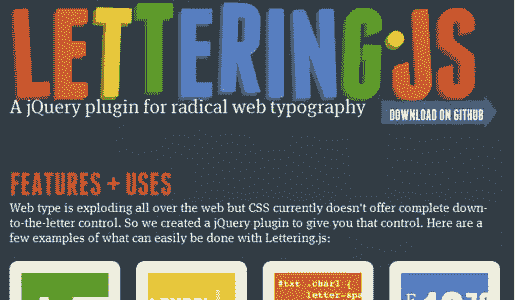 LETTERING.JS
A jQuery plugin for radical web typography
DOWNLOAD ON GITHUB
FEATURES + USES
Web type is exploding all over the web but CSS currently doesn't offer complete down-
to-the-letter control. So we created a jQuery plugin to give you that control. Here are a
few examples of what can easily be done with Lettering.js:
#txt .char1 {
letter-spa